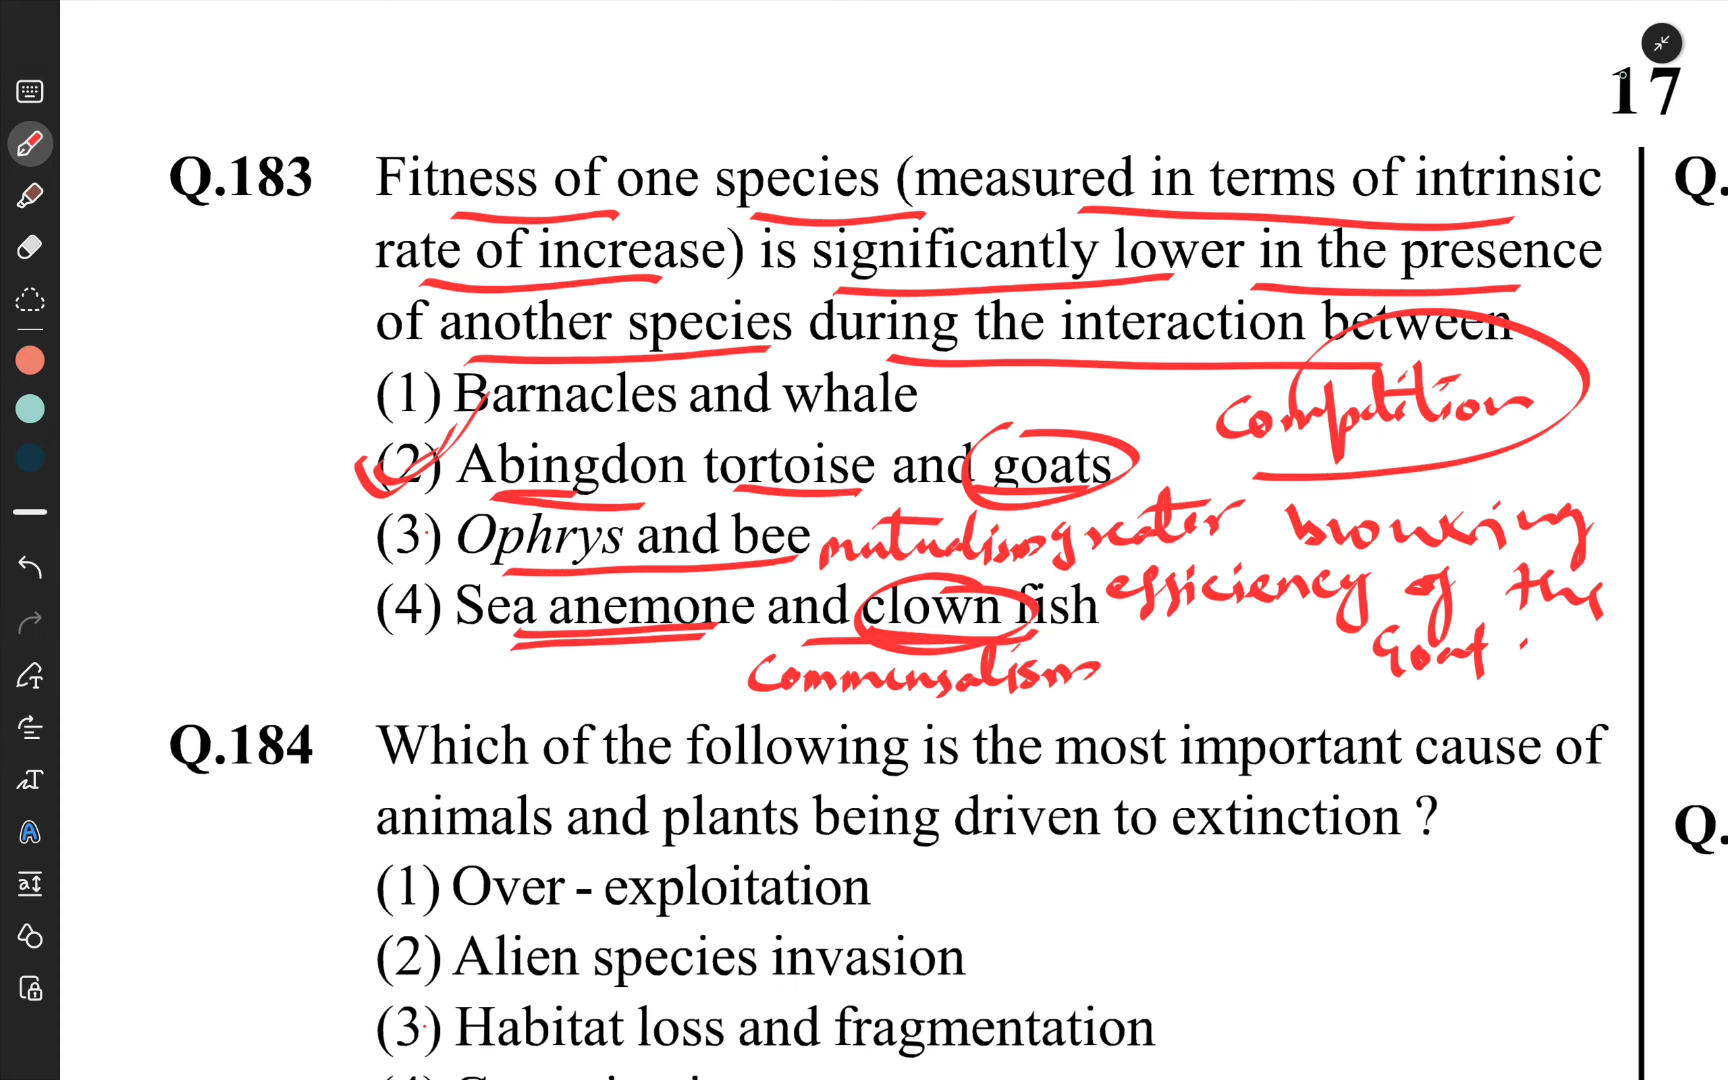 17
Q.183 Fitness of one species (measured in terms of intrinsic
rate of increase) is significantly lower in the presence
of another species during the interaction between
(1) Barnacles and whale
competition
(2) Abingdon tortoise and goats
(3) Ophrys and bee mutualism greater browsing
efficiency of the
Goat.
(4) Sea anemone and clown fish
commensalism
Q.184 Which of the following is the most important cause of
animals and plants being driven to extinction ?
(1) Over - exploitation
(2) Alien species invasion
(3) Habitat loss and fragmentation
Q.
Q.